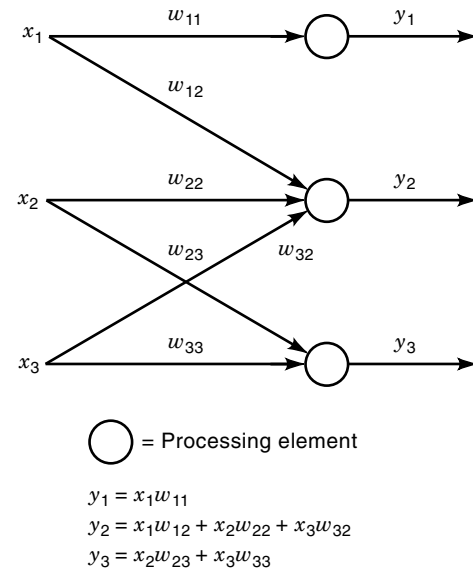 x₁ w₁₁ y₁
w₁₂
x₂ w₂₂ y₂
w₂₃ w₃₂
x₃ w₃₃ y₃
= Processing element
y₁ = x₁w₁₁
y₂ = x₁w₁₂ + x₂w₂₂ + x₃w₃₂
y₃ = x₂w₂₃ + x₃w₃₃